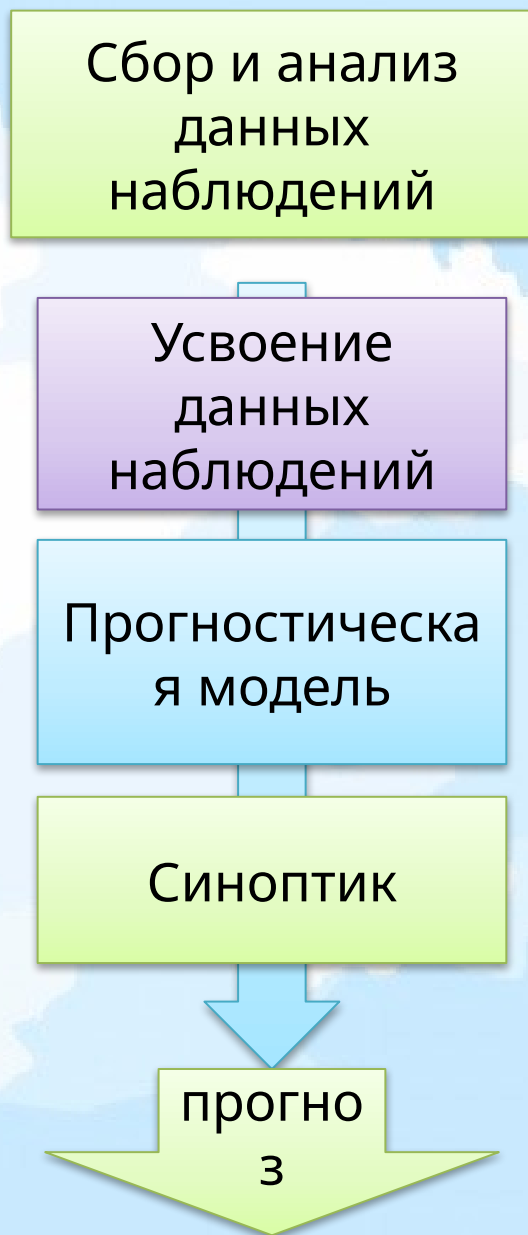 Сбор и анализ
данных
наблюдений
Усвоение
данных
наблюдений
Прогностическа
я модель
Синоптик
прогно
з